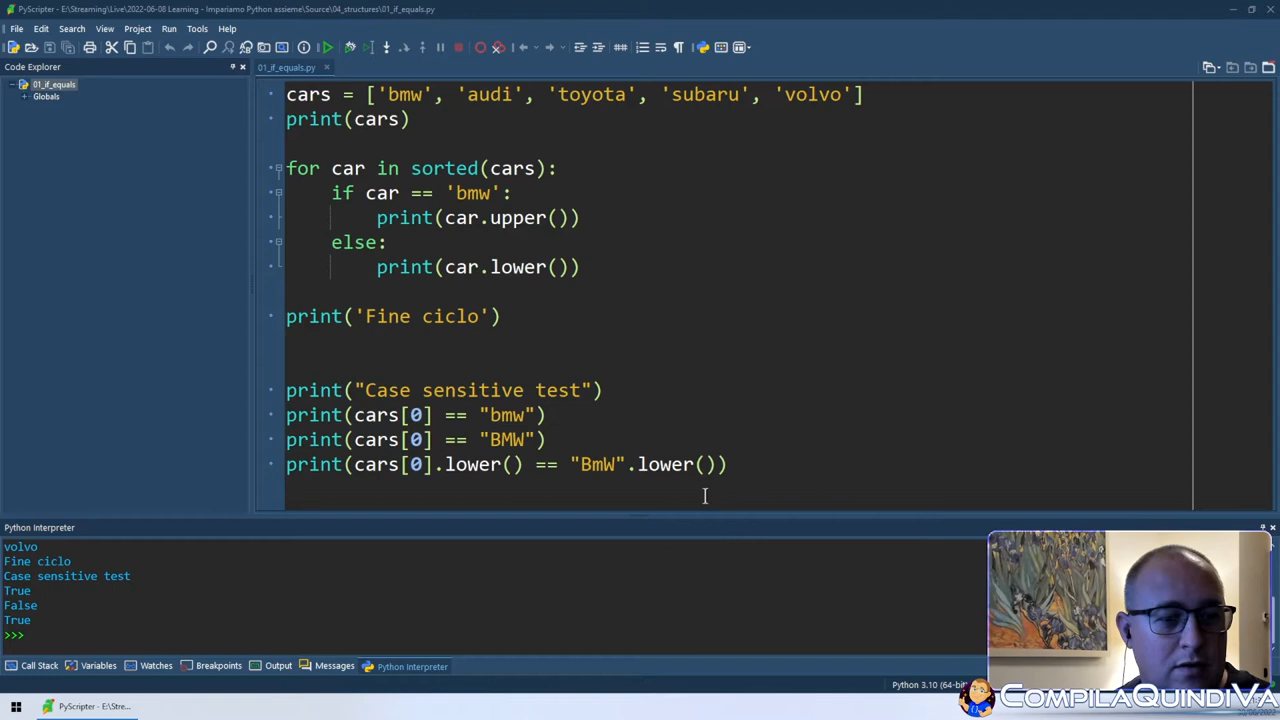 PyScripter - E:\Streaming\Live\2022-06-08 Learning - Impariamo Python assieme\Source\04_structures\01_if_equals.py
File Edit Search View Project Run Tools Help
Code Explorer
01_if_equals
Globals
01_if_equals.py
cars = ['bmw', 'audi', 'toyota', 'subaru', 'volvo']
print(cars)
for car in sorted(cars):
if car == 'bmw':
print(car.upper())
else:
print(car.lower())
print('Fine ciclo')
print("Case sensitive test")
print(cars[0] == "bmw")
print(cars[0] == "BMW")
print(cars[0].lower() == "BmW".lower())
Python Interpreter
volvo
Fine ciclo
Case sensitive test
True
False
True
>>>
Call Stack Variables Watches Breakpoints Output Messages Python Interpreter
Python 3.10 (64-bit)
CompilaQuindiVa
PyScripter - E:\Stre...